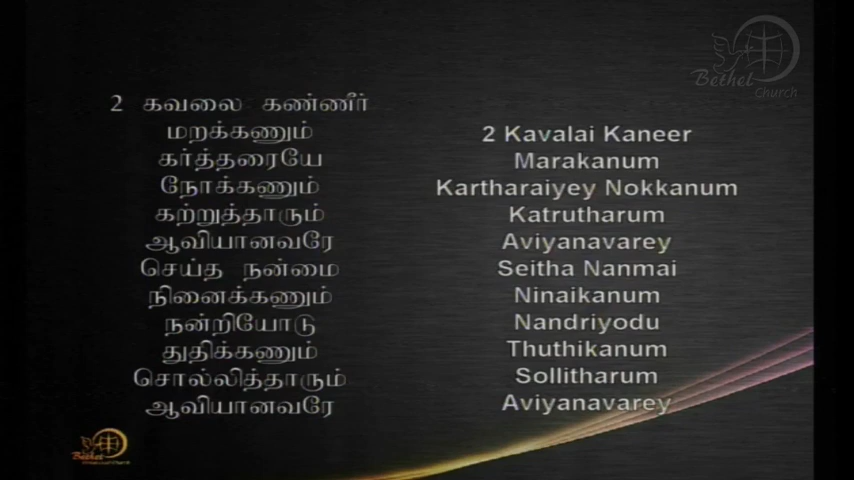 Bethel
Church
2 கவலை கண்ணீர்
மறக்கணும்
கர்த்தரையே
நோக்கணும்
கற்றுத்தாரும்
ஆவியானவரே
செய்த நன்மை
நினைக்கணும்
நன்றியோடு
துதிக்கணும்
சொல்லித்தாரும்
ஆவியானவரே
2 Kavalai Kaneer
Marakanum
Kartharaiyey Nokkanum
Katrutharum
Aviyanavarey
Seitha Nanmai
Ninaikanum
Nandriyodu
Thuthikanum
Sollitharum
Aviyanavarey
Bethel